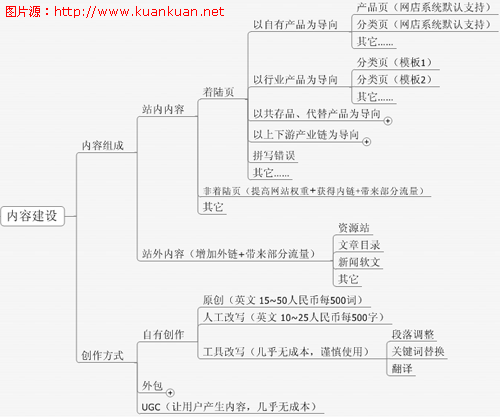 图片源：http://www.kuankuan.net
产品页（网店系统默认支持）
以自有产品为导向
分类页（网店系统默认支持）
其它……
分类页（模板1）
以行业产品为导向
分类页（模板2）
其它……
着陆页
以共存品、代替产品为导向
站内内容
以上下游产业链为导向
内容组成
拼写错误
其它……
非着陆页（提高网站权重+获得内链+带来部分流量）
其它
内容建设
资源站
站外内容（增加外链+带来部分流量）
文章目录
新闻软文
其它
原创（英文 15~50人民币每500词）
自有创作
人工改写（英文 10~25人民币每500字）
段落调整
创作方式
工具改写（几乎无成本，谨慎使用）
关键词替换
翻译
外包
UGC（让用户产生内容，几乎无成本）